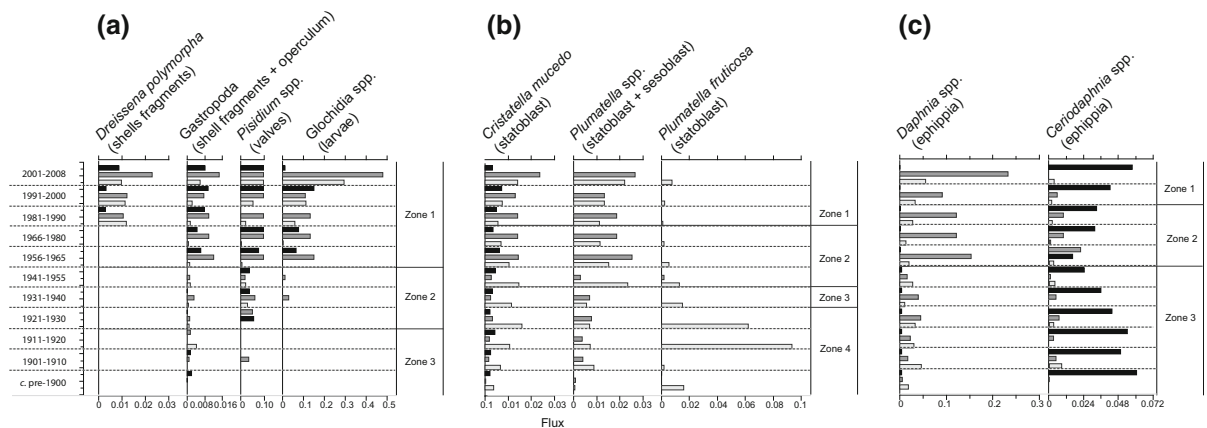 (a)
(b)
(c)
Dreissena polymorpha
(shells fragments)
Gastropoda
(shell fragments + operculum)
Pisidium spp.
(valves)
Glochidia spp.
(larvae)
Cristatella mucedo
(statoblast)
Plumatella spp.
(statoblast + sesoblast)
Plumatella fruticosa
(statoblast)
Daphnia spp.
(ephippia)
Ceriodaphnia spp.
(ephippia)
2001-2008
1991-2000
1981-1990
1966-1980
1956-1965
1941-1955
1931-1940
1921-1930
1911-1920
1901-1910
c. pre-1900
Zone 1
Zone 2
Zone 3
Zone 1
Zone 2
Zone 3
Zone 4
Zone 1
Zone 2
Zone 3
0 0.01 0.02 0.03
0 0.008 0.16
0 0.10
0 0.1 0.2 0.3 0.4 0.5
0.1 0.01 0.02 0.03
0 0.01 0.02 0.03
0 0.02 0.04 0.06 0.08 0.1
0 0.1 0.2 0.3
0 0.024 0.048 0.072
Flux